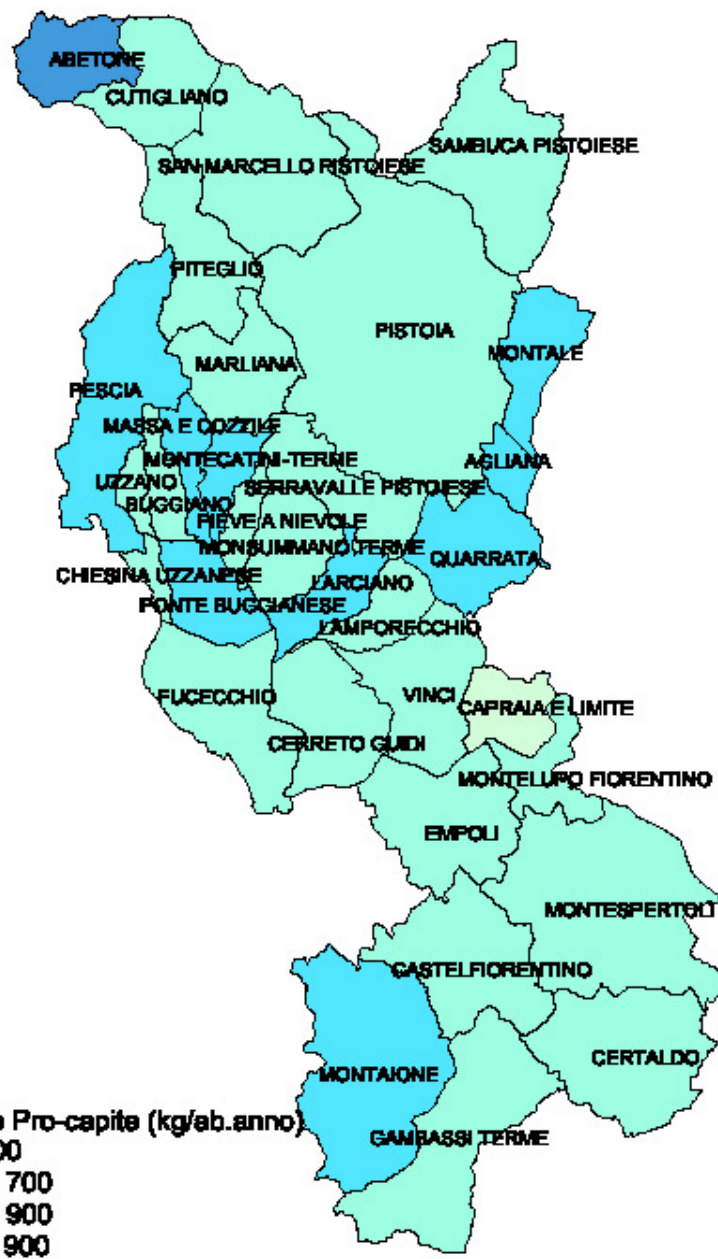 ABETONE
CUTIGLIANO
SAMBUCA PISTOIESE
SAN MARCELLO PISTOIESE
PITEGLIO
PISTOIA
MONTALE
MARLIANA
PESCIA
MASSA E COZZILE
MONTECATINI-TERME
AGLIANA
UZZANO
SERRAVALLE PISTOIESE
BUGGIANO
PIEVE A NIEVOLE
MONSUMMANO TERME
QUARRATA
CHIESINA UZZANESE
LARCIANO
PONTE BUGGIANESE
LAMPORECCHIO
FUCECCHIO
VINCI
CAPRAIA E LIMITE
CERRETO GUIDI
MONTELUPO FIORENTINO
EMPOLI
MONTESPERTOLI
CASTELFIORENTINO
CERTALDO
MONTAIONE
GAMBASSI TERME
Pro-capite (kg/ab.anno)
700
900
900